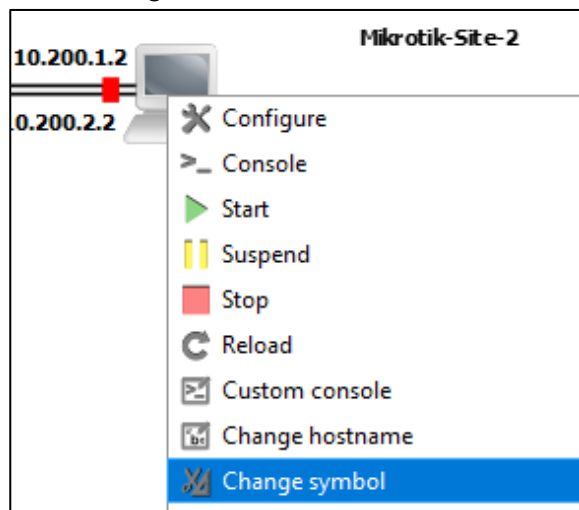 Mikrotik-Site-2
10.200.1.2
0.200.2.2
Configure
Console
Start
Suspend
Stop
Reload
Custom console
Change hostname
Change symbol